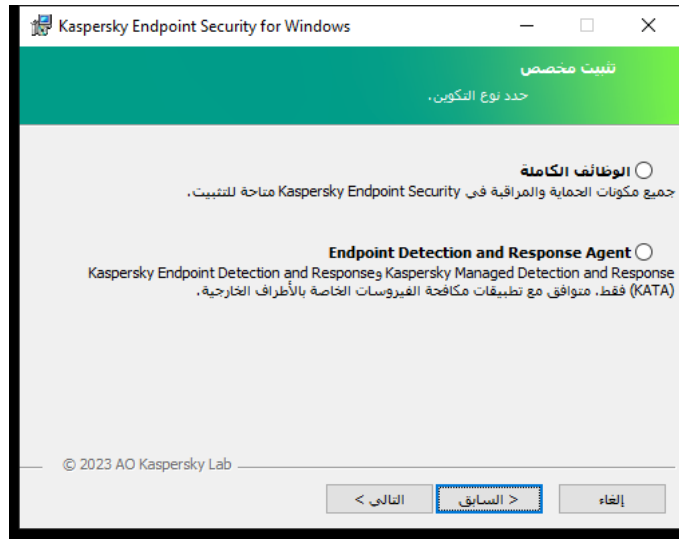 Kaspersky Endpoint Security for Windows
تثبيت مخصص
حدد نوع التكوين.
الوظائف الكاملة
جميع مكونات الحماية والمراقبة في Kaspersky Endpoint Security متاحة للتثبيت.
Endpoint Detection and Response Agent
Kaspersky Endpoint Detection and Responseو Kaspersky Managed Detection and Response
(KATA) فقط. متوافق مع تطبيقات مكافحة الفيروسات الخاصة بالأطراف الخارجية.
© 2023 AO Kaspersky Lab
التالي >
< السابق
إلغاء